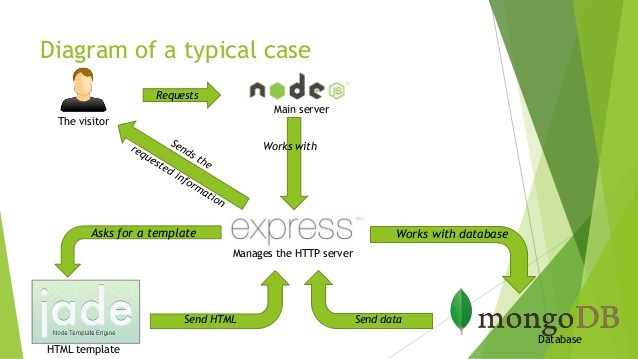 Diagram of a typical case
Requests
node
JS
Main server
The visitor
Sends the
requested information
Works with
express
Manages the HTTP server
Asks for a template
Works with database
jade
Node Template Engine
HTML template
Send HTML
Send data
mongoDB
Database